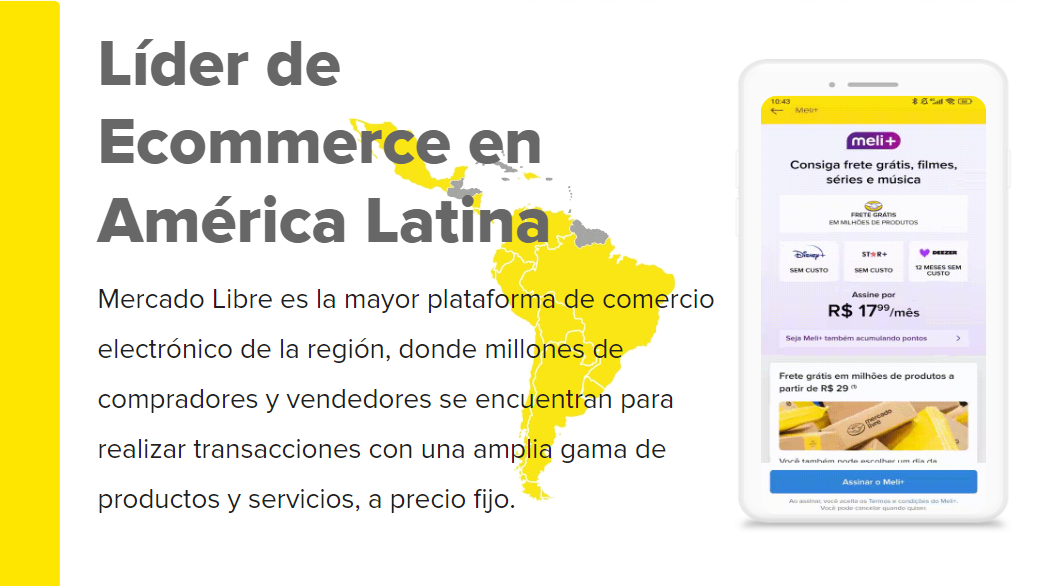 Líder de
Ecommerce en
América Latina
Mercado Libre es la mayor plataforma de comercio
electrónico de la región, donde millones de
compradores y vendedores se encuentran para
realizar transacciones con una amplia gama de
productos y servicios, a precio fijo.
10:43
Meli+
meli+
Consiga frete grátis, filmes,
séries e música
FRETE GRÁTIS
EM MILHÕES DE PRODUTOS
Disney+ STAR+ DEEZER
SEM CUSTO SEM CUSTO 12 MESES SEM
CUSTO
Assine por
R$ 17⁹⁹/mês
Seja Meli+ também acumulando pontos
Frete grátis em milhões de produtos a
partir de R$ 29 ⁽¹⁾
mercado
livre
Você também pode escolher um dia da
Assinar o Meli+
Ao assinar, você aceita os Termos e condições do Meli+.
Você pode cancelar quando quiser.